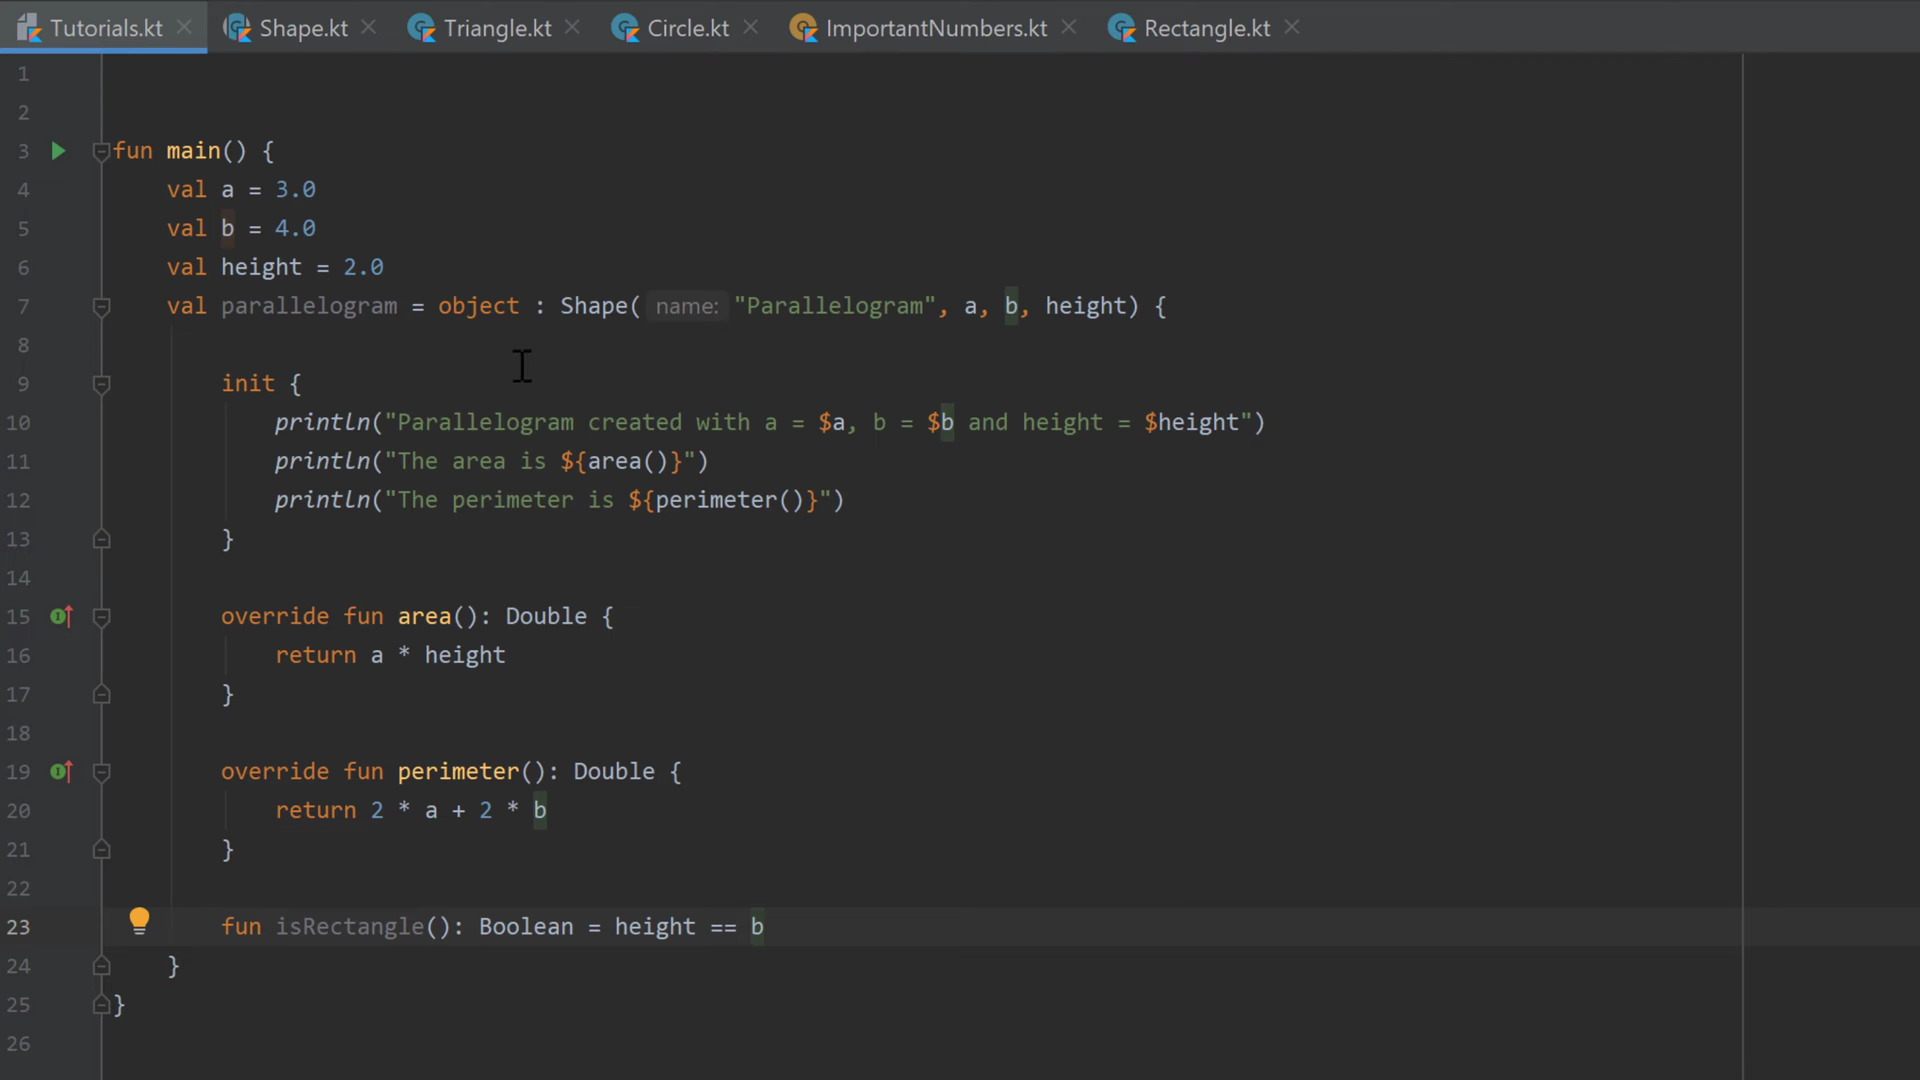 Tutorials.kt Shape.kt Triangle.kt Circle.kt ImportantNumbers.kt Rectangle.kt
1
2
3 fun main() {
4 val a = 3.0
5 val b = 4.0
6 val height = 2.0
7 val parallelogram = object : Shape( name: "Parallelogram", a, b, height) {
8
9 init {
10 println("Parallelogram created with a = $a, b = $b and height = $height")
11 println("The area is ${area()}")
12 println("The perimeter is ${perimeter()}")
13 }
14
15 override fun area(): Double {
16 return a * height
17 }
18
19 override fun perimeter(): Double {
20 return 2 * a + 2 * b
21 }
22
23 fun isRectangle(): Boolean = height == b
24 }
25 }
26